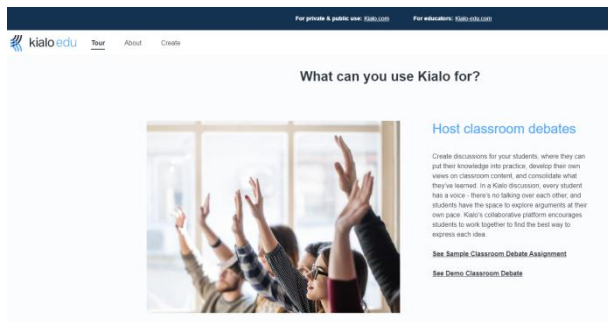 For private & public use: Kialo.com For educators: Kialo-edu.com
kialo edu Tour About Create
What can you use Kialo for?
Host classroom debates
Create discussions for your students, where they can
put their knowledge into practice, develop their own
views on classroom content, and consolidate what
they've learned. In a Kialo discussion, every student
has a voice - there's no talking over each other, and
students have the space to explore arguments at their
own pace. Kialo's collaborative platform encourages
students to work together to find the best way to
express each idea.
See Sample Classroom Debate Assignment
See Demo Classroom Debate